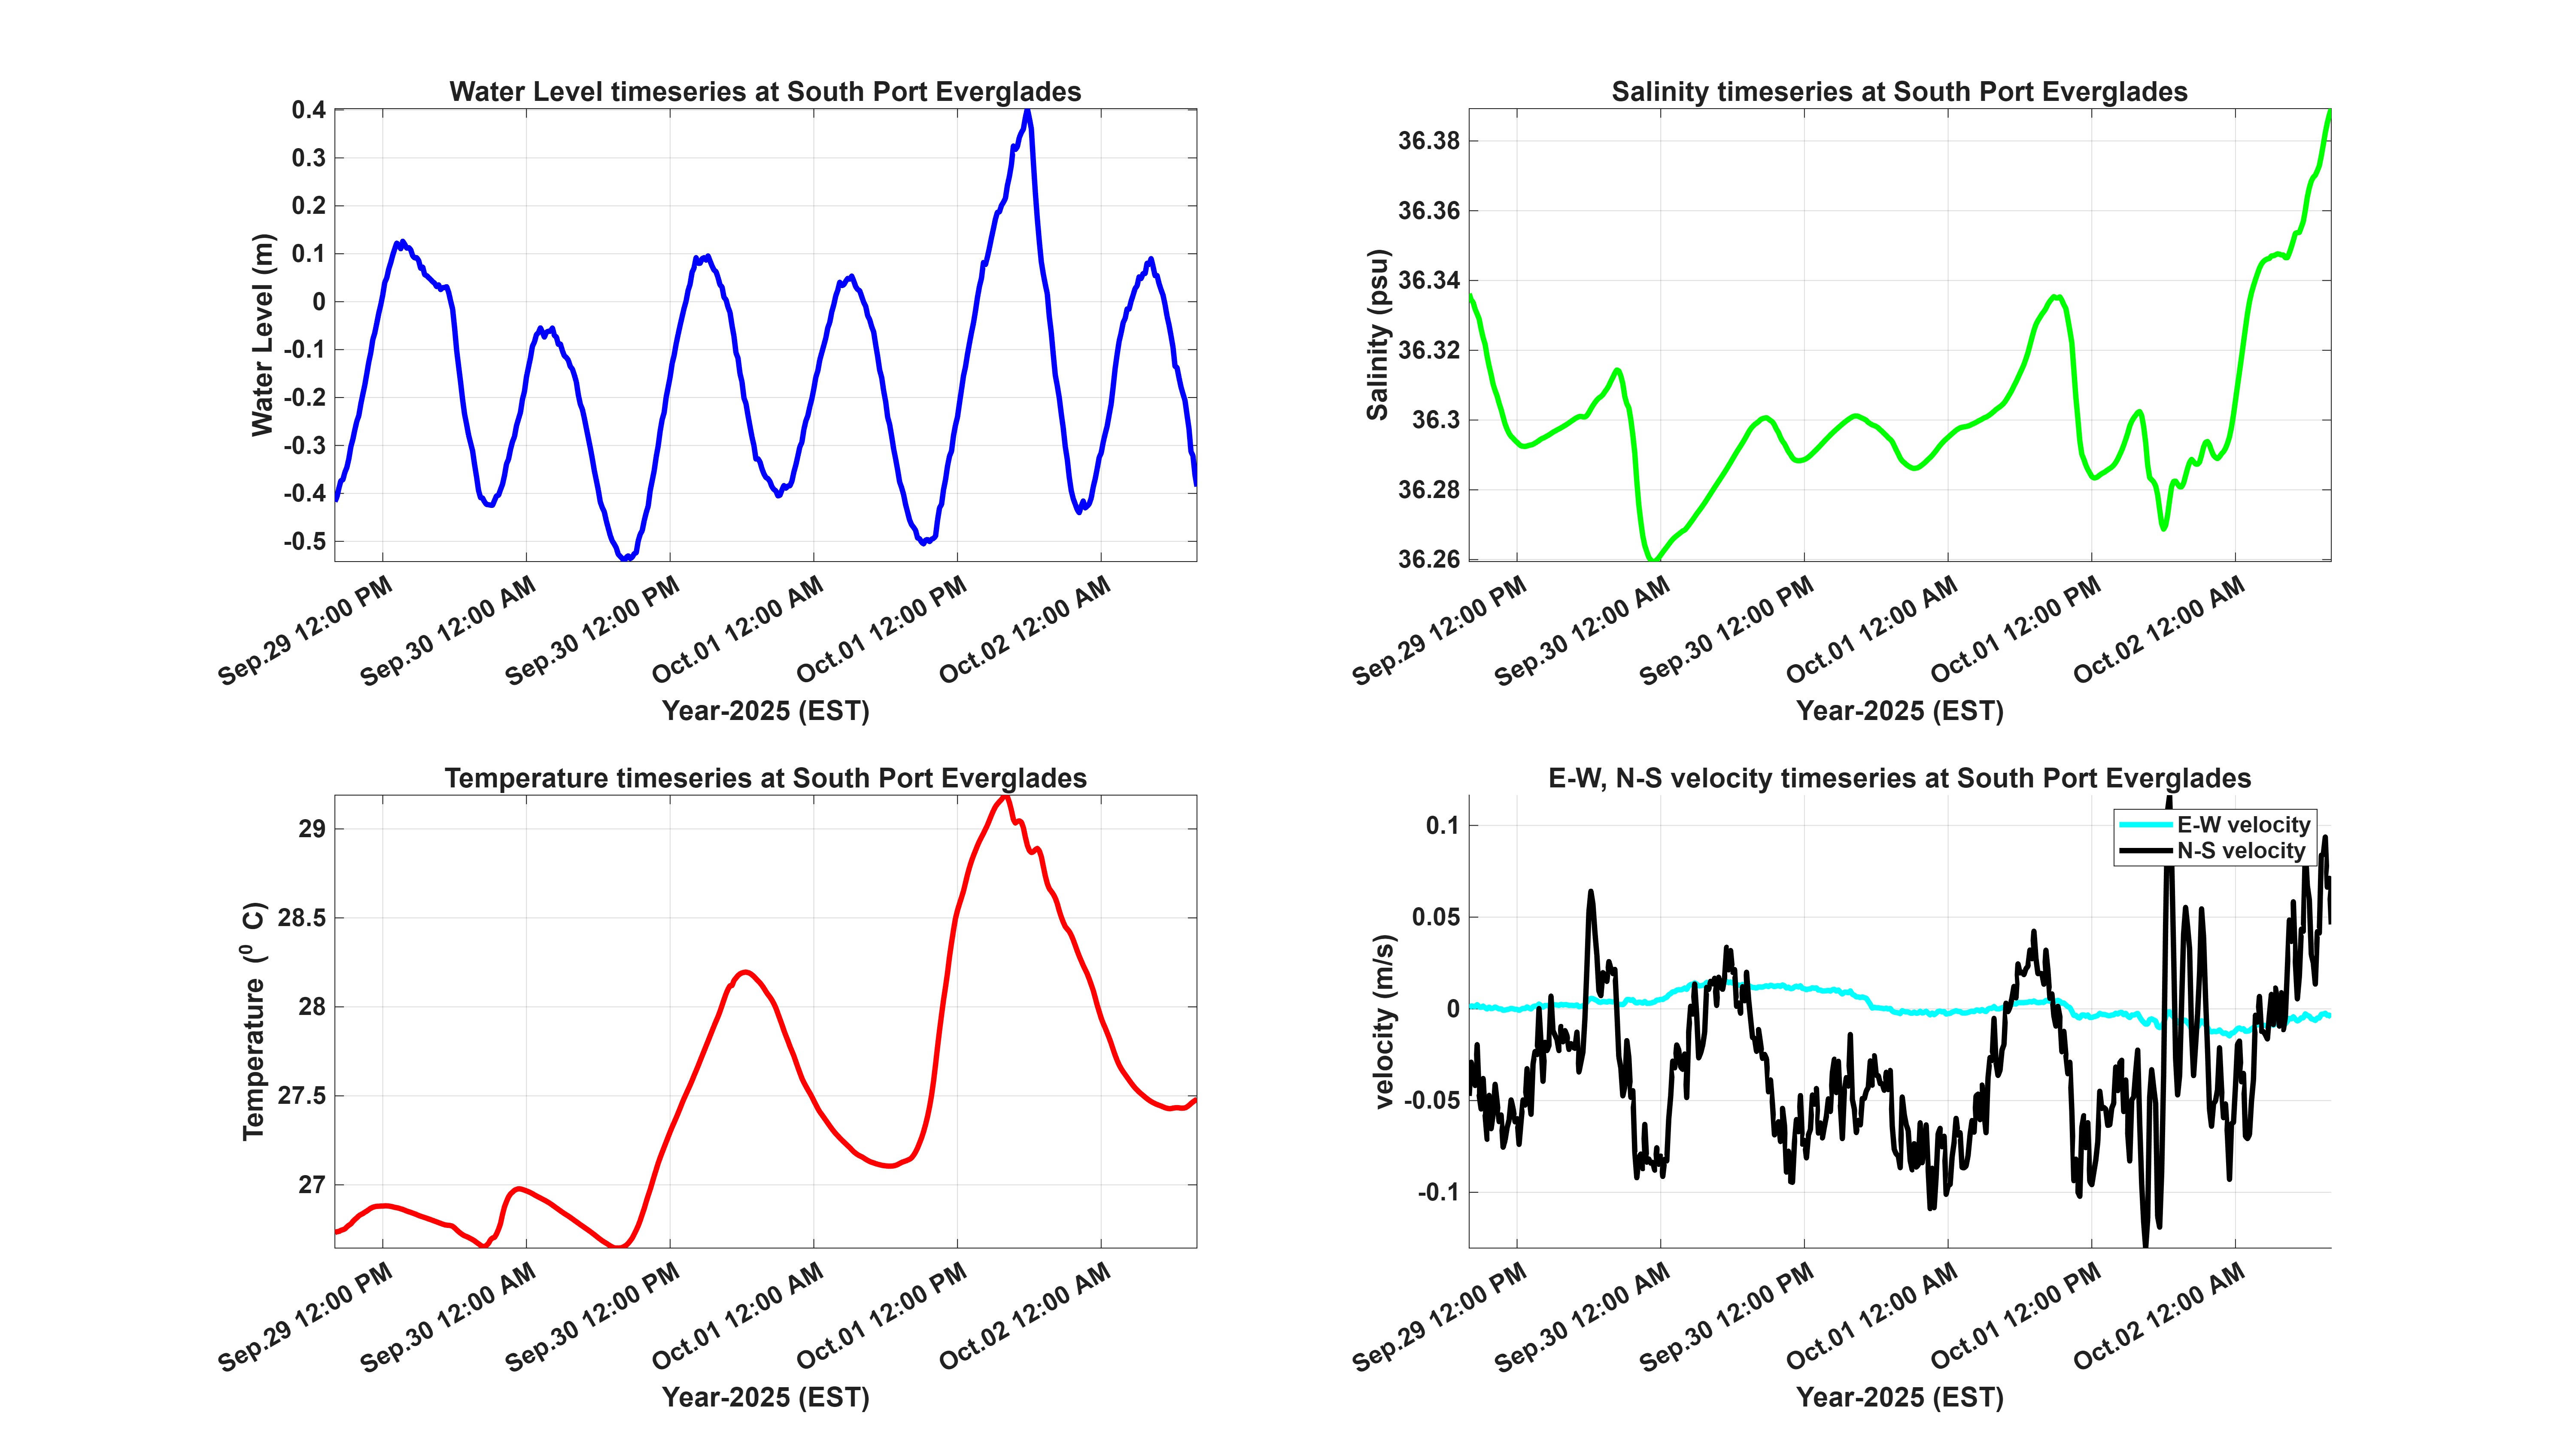 Water Level timeseries at South Port Everglades
Water Level (m)
0.4
0.3
0.2
0.1
0
-0.1
-0.2
-0.3
-0.4
-0.5
Sep.29 12:00 PM
Sep.30 12:00 AM
Sep.30 12:00 PM
Oct.01 12:00 AM
Oct.01 12:00 PM
Oct.02 12:00 AM
Year-2025 (EST)
Salinity timeseries at South Port Everglades
Salinity (psu)
36.38
36.36
36.34
36.32
36.3
36.28
36.26
Sep.29 12:00 PM
Sep.30 12:00 AM
Sep.30 12:00 PM
Oct.01 12:00 AM
Oct.01 12:00 PM
Oct.02 12:00 AM
Year-2025 (EST)
Temperature timeseries at South Port Everglades
Temperature (⁰ C)
29
28.5
28
27.5
27
Sep.29 12:00 PM
Sep.30 12:00 AM
Sep.30 12:00 PM
Oct.01 12:00 AM
Oct.01 12:00 PM
Oct.02 12:00 AM
Year-2025 (EST)
E-W, N-S velocity timeseries at South Port Everglades
velocity (m/s)
0.1
0.05
0
-0.05
-0.1
E-W velocity
N-S velocity
Sep.29 12:00 PM
Sep.30 12:00 AM
Sep.30 12:00 PM
Oct.01 12:00 AM
Oct.01 12:00 PM
Oct.02 12:00 AM
Year-2025 (EST)